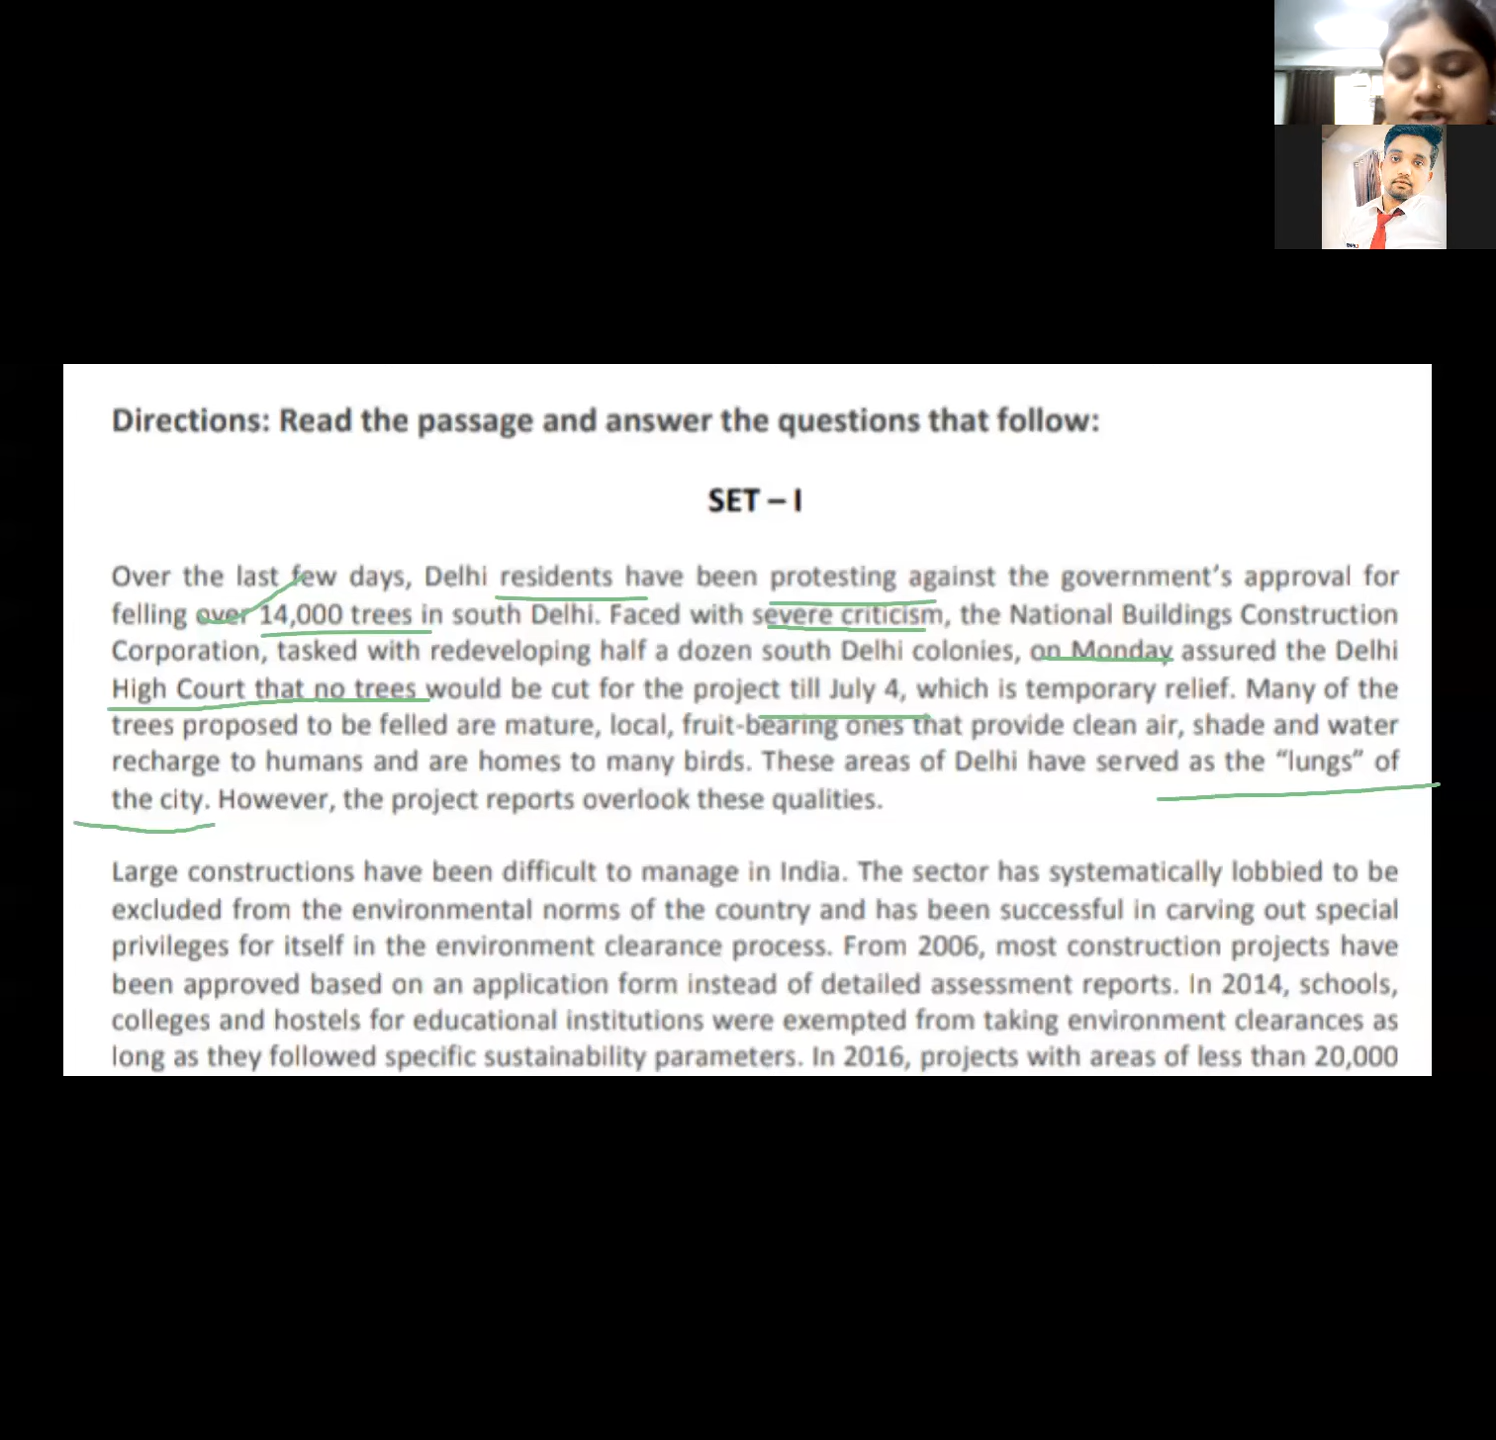 Directions: Read the passage and answer the questions that follow:
SET – I
Over the last few days, Delhi residents have been protesting against the government's approval for
felling over 14,000 trees in south Delhi. Faced with severe criticism, the National Buildings Construction
Corporation, tasked with redeveloping half a dozen south Delhi colonies, on Monday assured the Delhi
High Court that no trees would be cut for the project till July 4, which is temporary relief. Many of the
trees proposed to be felled are mature, local, fruit-bearing ones that provide clean air, shade and water
recharge to humans and are homes to many birds. These areas of Delhi have served as the “lungs” of
the city. However, the project reports overlook these qualities.
Large constructions have been difficult to manage in India. The sector has systematically lobbied to be
excluded from the environmental norms of the country and has been successful in carving out special
privileges for itself in the environment clearance process. From 2006, most construction projects have
been approved based on an application form instead of detailed assessment reports. In 2014, schools,
colleges and hostels for educational institutions were exempted from taking environment clearances as
long as they followed specific sustainability parameters. In 2016, projects with areas of less than 20,000